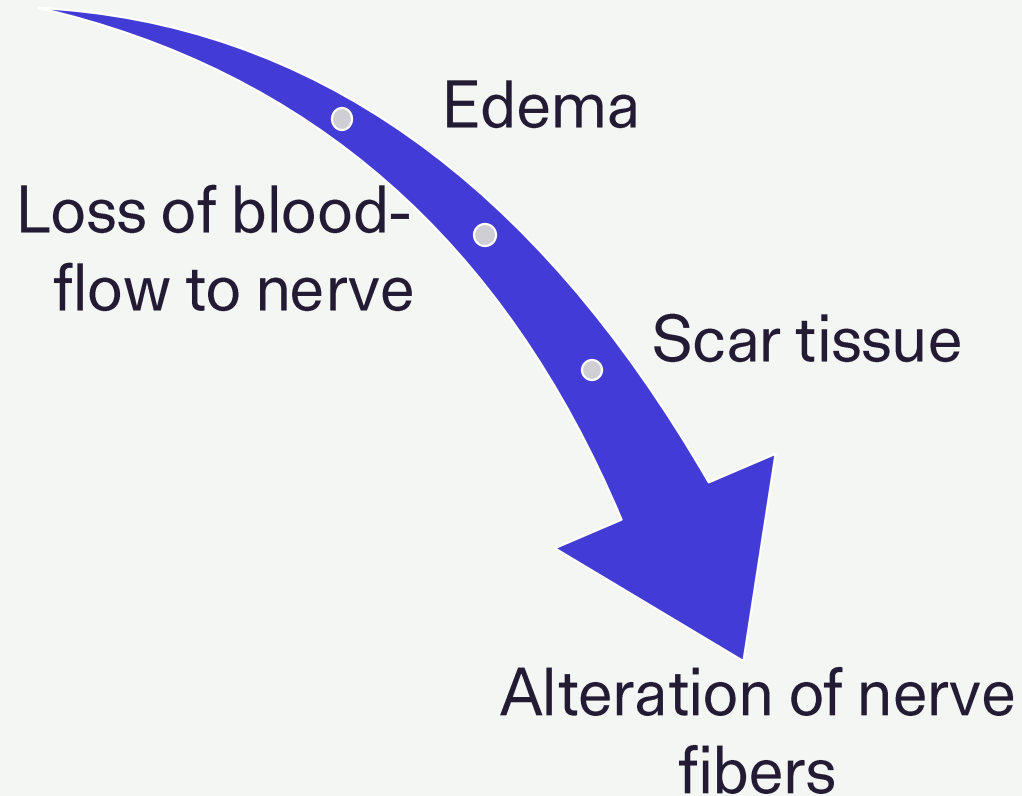 Edema
Loss of blood-
flow to nerve
Scar tissue
Alteration of nerve
fibers